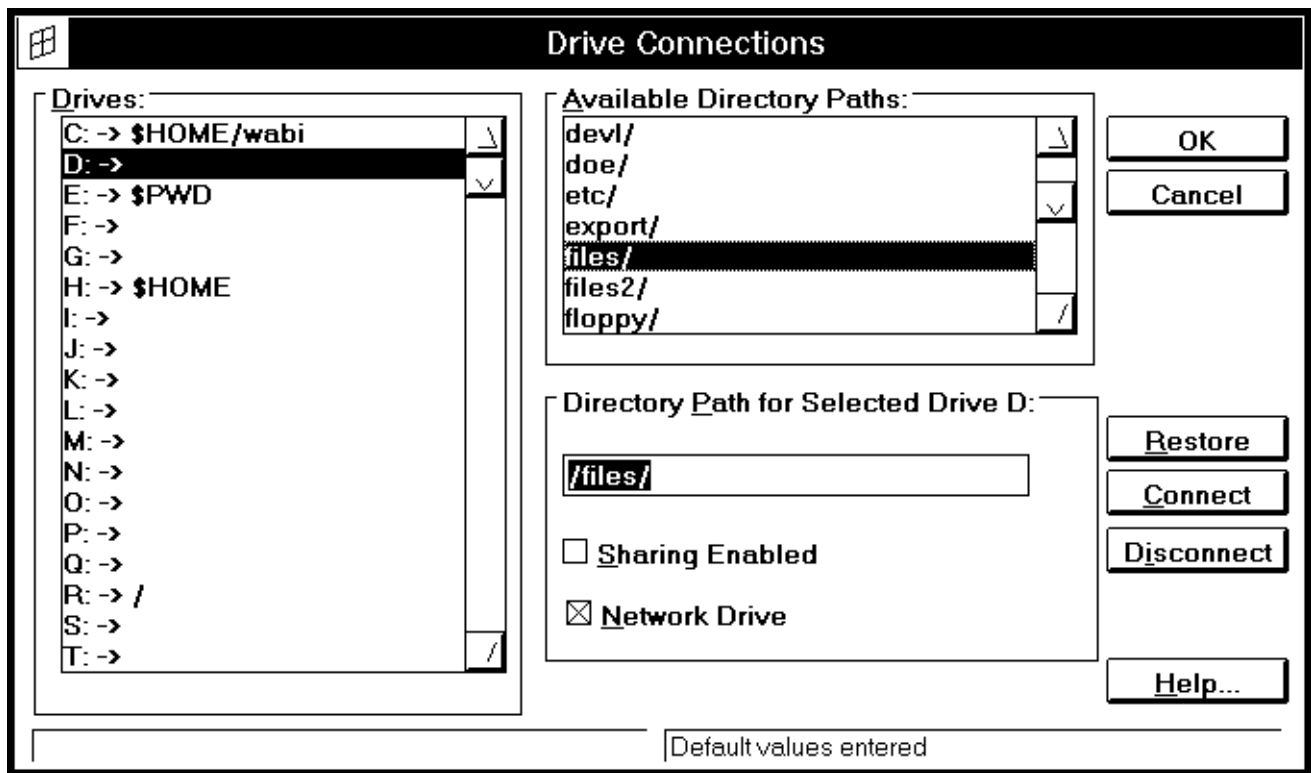 Drive Connections
Drives:
C: -> $HOME/wabi
D: ->
E: -> $PWD
F: ->
G: ->
H: -> $HOME
I: ->
J: ->
K: ->
L: ->
M: ->
N: ->
O: ->
P: ->
Q: ->
R: -> /
S: ->
T: ->
Available Directory Paths:
devl/
doe/
etc/
export/
files/
files2/
floppy/
OK
Cancel
Directory Path for Selected Drive D:
/files/
Sharing Enabled
Network Drive
Restore
Connect
Disconnect
Help...
Default values entered